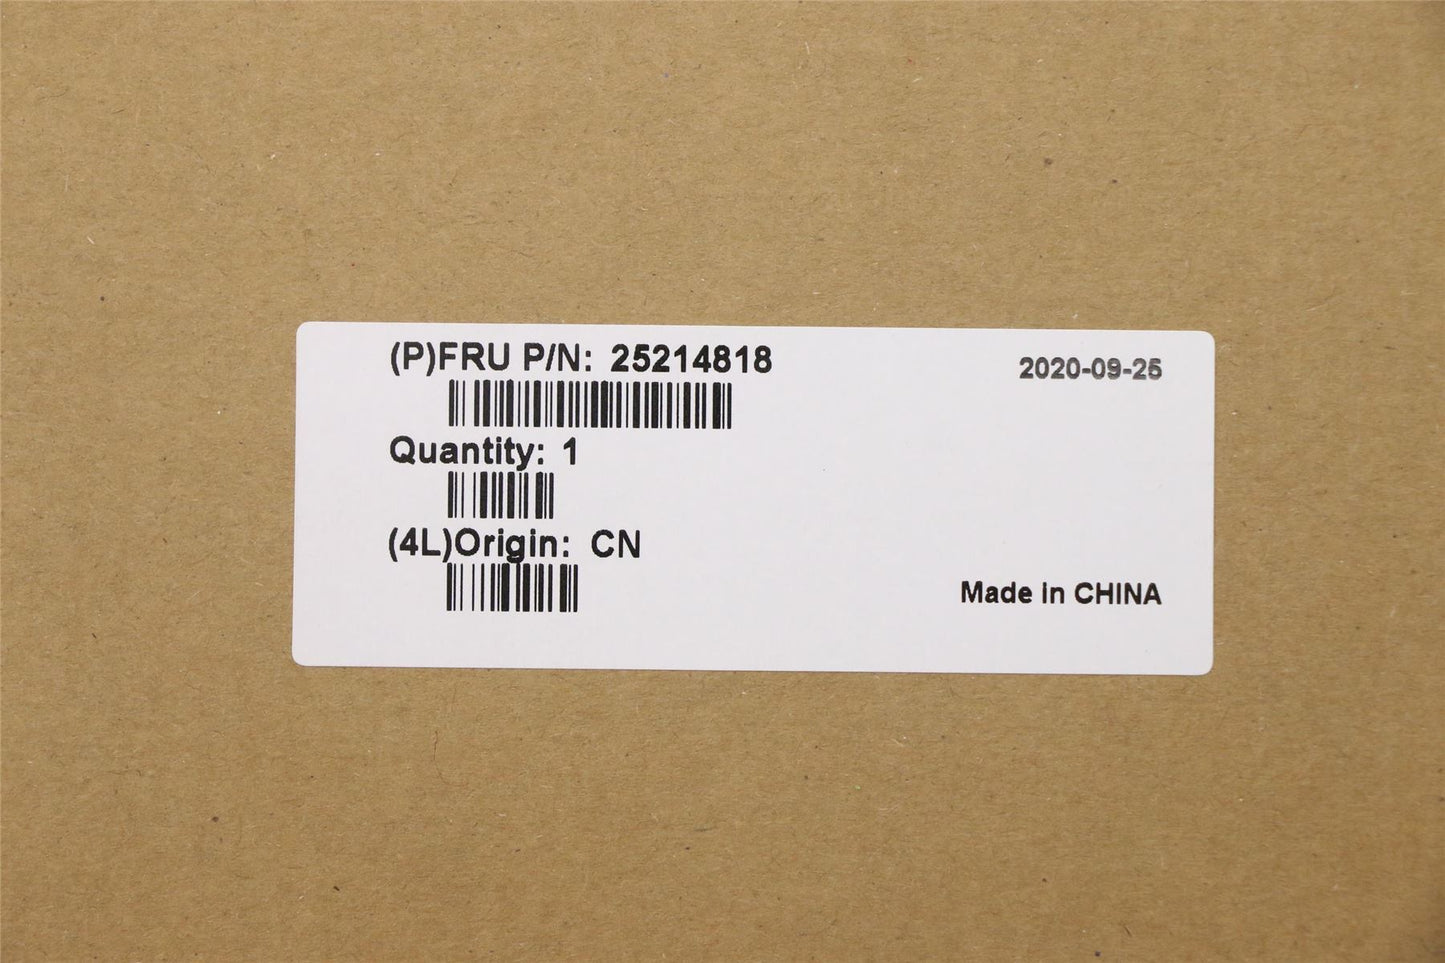 (P)FRU P/N: 25214818
2020-09-25
Quantity: 1
(4L)Origin: CN
Made in CHINA